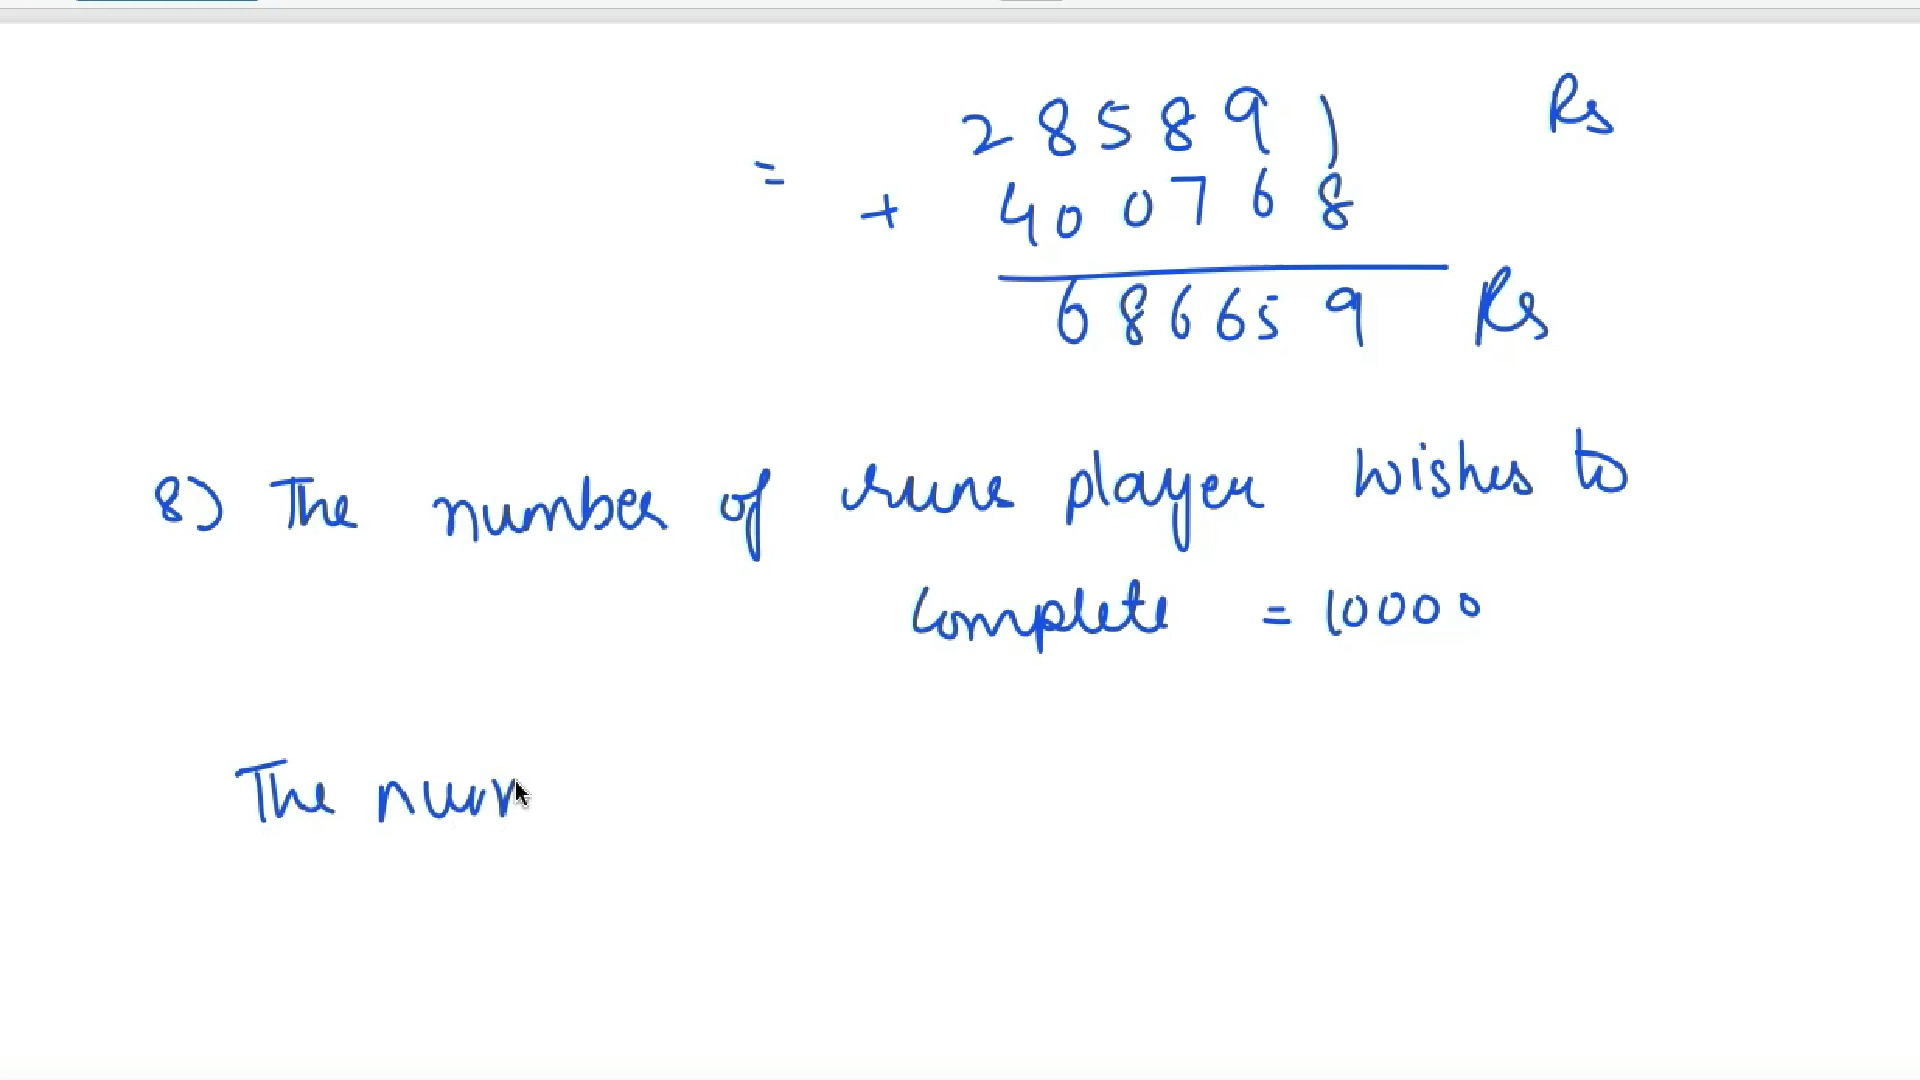 285891 Rs
=
+ 400768
686659 Rs
8) The number of runs player wishes to
complete = 10000
The num